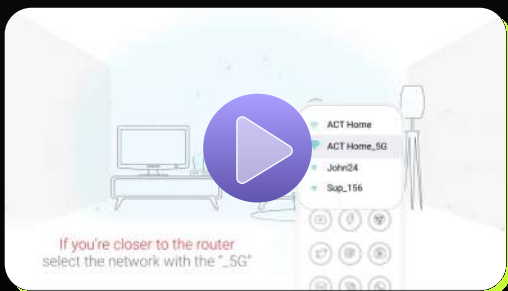 ACT Home
ACT Home_5G
John24
Sup_156
If you're closer to the router
select the network with the "_5G"